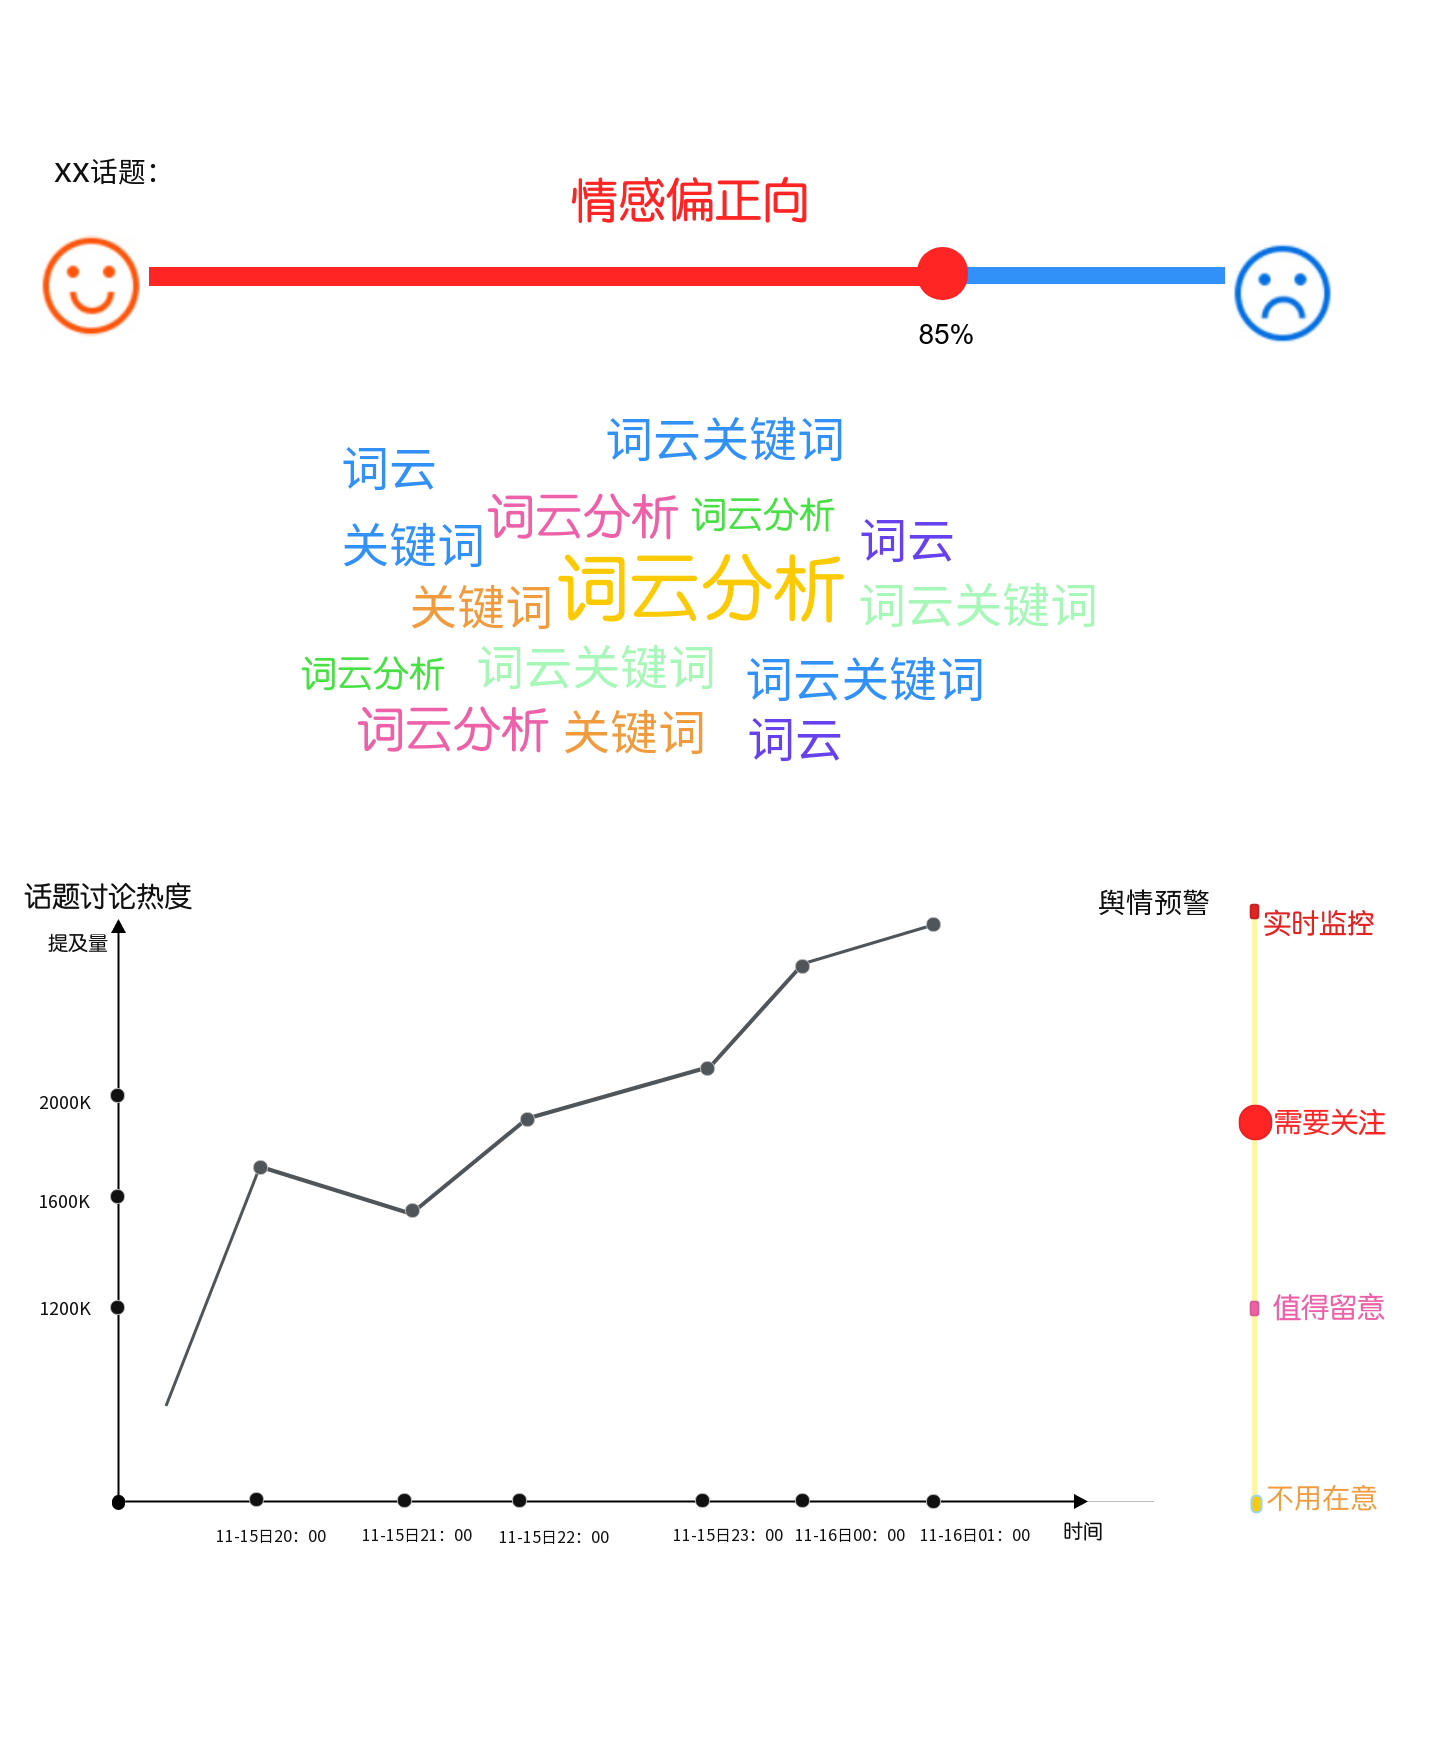 XX话题：
情感偏正向
85%
词云关键词
词云
词云分析
词云分析
词云
关键词
词云分析
关键词
词云关键词
词云分析
词云关键词
词云关键词
词云分析
关键词
词云
话题讨论热度
提及量
2000K
1600K
1200K
11-15日20：00
11-15日21：00
11-15日22：00
11-15日23：00
11-16日00：00
11-16日01：00
时间
舆情预警
实时监控
需要关注
值得留意
不用在意